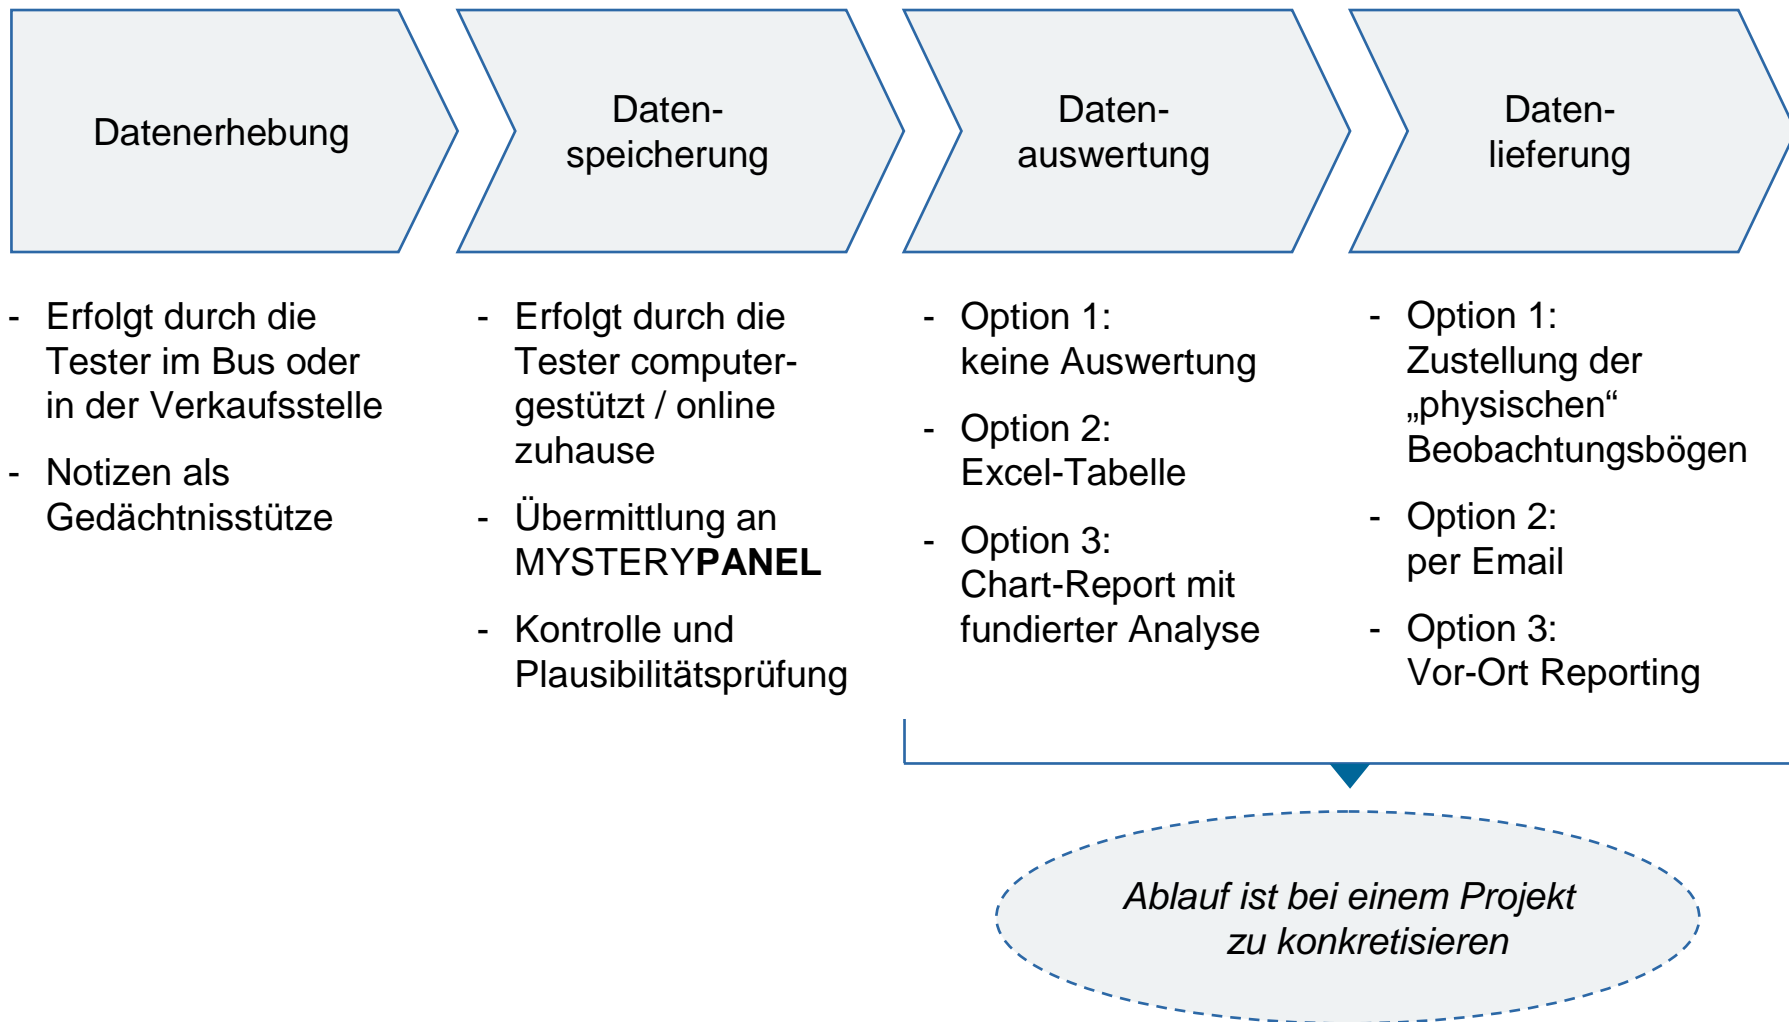 Datenerhebung
Daten-
speicherung
Daten-
auswertung
Daten-
lieferung
- Erfolgt durch die
Tester im Bus oder
in der Verkaufsstelle
- Notizen als
Gedächtnisstütze
- Erfolgt durch die
Tester computer-
gestützt / online
zuhause
- Übermittlung an
MYSTERYPANEL
- Kontrolle und
Plausibilitätsprüfung
- Option 1:
keine Auswertung
- Option 2:
Excel-Tabelle
- Option 3:
Chart-Report mit
fundierter Analyse
- Option 1:
Zustellung der
„physischen“
Beobachtungsbögen
- Option 2:
per Email
- Option 3:
Vor-Ort Reporting
Ablauf ist bei einem Projekt
zu konkretisieren